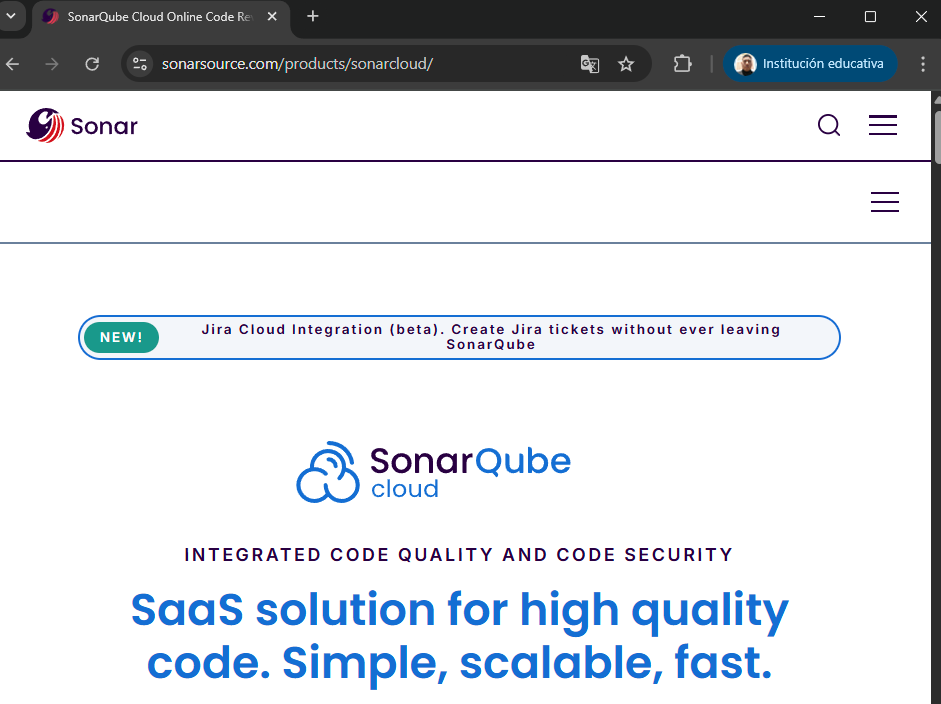 SonarQube Cloud Online Code Re
sonarsource.com/products/sonarcloud/
Institución educativa
Sonar
NEW!
Jira Cloud Integration (beta). Create Jira tickets without ever leaving
SonarQube
SonarQube
cloud
INTEGRATED CODE QUALITY AND CODE SECURITY
SaaS solution for high quality
code. Simple, scalable, fast.